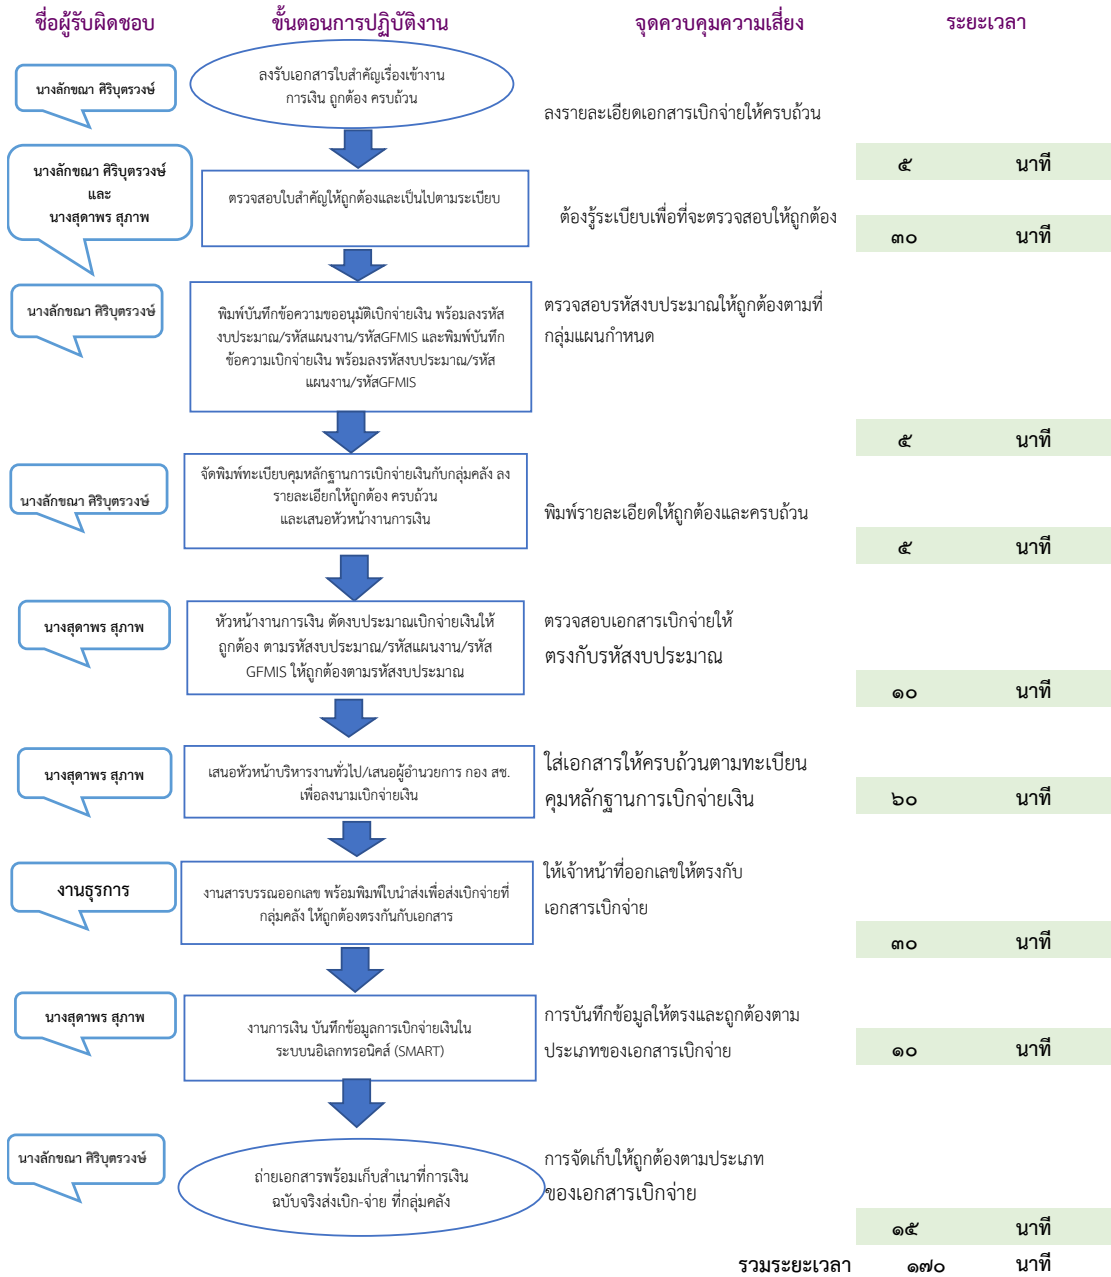 ชื่อผู้รับผิดชอบ ขั้นตอนการปฏิบัติงาน จุดควบคุมความเสี่ยง ระยะเวลา
นางลักขณา ศิริบุตรวงษ์
ลงรับเอกสารใบสำคัญเรื่องเข้างาน
การเงิน ถูกต้อง ครบถ้วน
ลงรายละเอียดเอกสารเบิกจ่ายให้ครบถ้วน
๕ นาที
นางลักขณา ศิริบุตรวงษ์
และ
นางสุดาพร สุภาพ
ตรวจสอบใบสำคัญให้ถูกต้องและเป็นไปตามระเบียบ
ต้องรู้ระเบียบเพื่อที่จะตรวจสอบให้ถูกต้อง
๓๐ นาที
นางลักขณา ศิริบุตรวงษ์
พิมพ์บันทึกข้อความขออนุมัติเบิกจ่ายเงิน พร้อมลงรหัส
งบประมาณ/รหัสแผนงาน/รหัสGFMIS และพิมพ์บันทึก
ข้อความเบิกจ่ายเงิน พร้อมลงรหัสงบประมาณ/รหัส
แผนงาน/รหัสGFMIS
ตรวจสอบรหัสงบประมาณให้ถูกต้องตามที่
กลุ่มแผนกำหนด
๕ นาที
นางลักขณา ศิริบุตรวงษ์
จัดพิมพ์ทะเบียบคุมหลักฐานการเบิกจ่ายเงินกับกลุ่มคลัง ลง
รายละเอียกให้ถูกต้อง ครบถ้วน
และเสนอหัวหน้างานการเงิน
พิมพ์รายละเอียดให้ถูกต้องและครบถ้วน
๕ นาที
นางสุดาพร สุภาพ
หัวหน้างานการเงิน ตัดงบประมาณเบิกจ่ายเงินให้
ถูกต้อง ตามรหัสงบประมาณ/รหัสแผนงาน/รหัส
GFMIS ให้ถูกต้องตามรหัสงบประมาณ
ตรวจสอบเอกสารเบิกจ่ายให้
ตรงกับรหัสงบประมาณ
๑๐ นาที
นางสุดาพร สุภาพ
เสนอหัวหน้าบริหารงานทั่วไป/เสนอผู้อำนวยการ กอง สช.
เพื่อลงนามเบิกจ่ายเงิน
ใส่เอกสารให้ครบถ้วนตามทะเบียน
คุมหลักฐานการเบิกจ่ายเงิน
๖๐ นาที
งานธุรการ
งานสารบรรณออกเลข พร้อมพิมพ์ใบนำส่งเพื่อส่งเบิกจ่ายที่
กลุ่มคลัง ให้ถูกต้องตรงกันกับเอกสาร
ให้เจ้าหน้าที่ออกเลขให้ตรงกับ
เอกสารเบิกจ่าย
๓๐ นาที
นางสุดาพร สุภาพ
งานการเงิน บันทึกข้อมูลการเบิกจ่ายเงินใน
ระบบนอิเลกทรอนิคส์ (SMART)
การบันทึกข้อมูลให้ตรงและถูกต้องตาม
ประเภทของเอกสารเบิกจ่าย
๑๐ นาที
นางลักขณา ศิริบุตรวงษ์
ถ่ายเอกสารพร้อมเก็บสำเนาที่การเงิน
ฉบับจริงส่งเบิก-จ่าย ที่กลุ่มคลัง
การจัดเก็บให้ถูกต้องตามประเภท
ของเอกสารเบิกจ่าย
๑๕ นาที
รวมระยะเวลา ๑๗๐ นาที